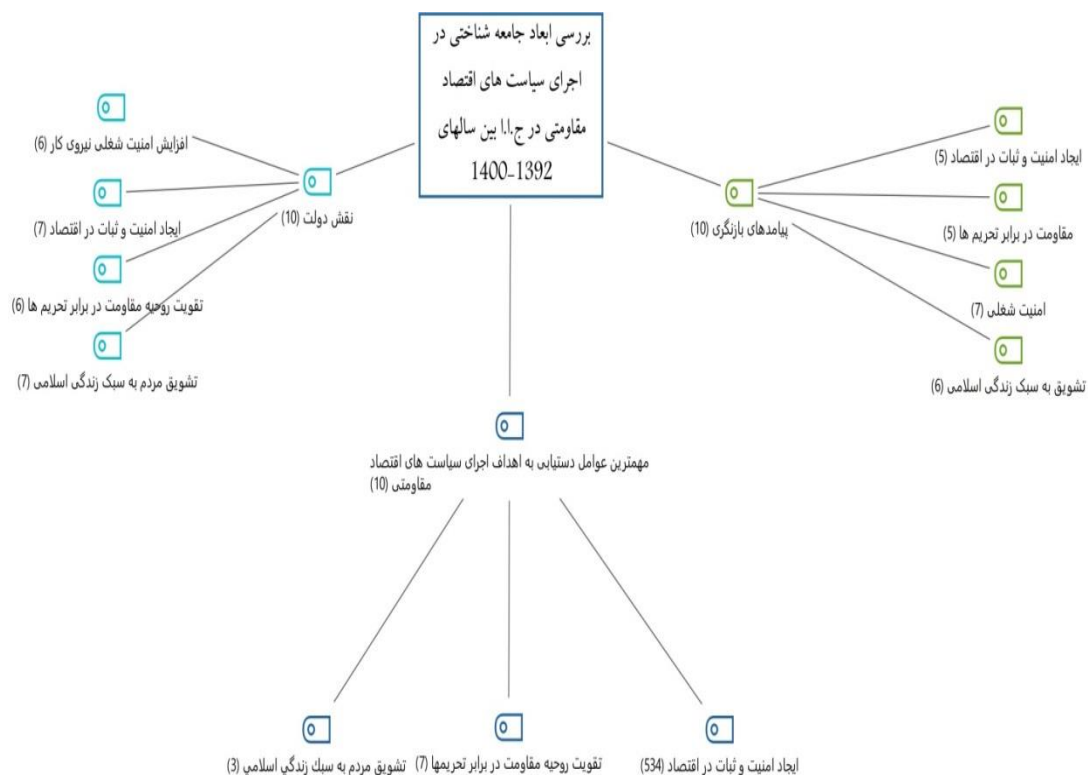 بررسی ابعاد جامعه شناختی در
اجرای سیاست های اقتصاد
مقاومتی در ج.ا.ا بین سالهای
1400-1392
پیامدهای بازنگری (10)
ایجاد امنیت و ثبات در اقتصاد (5)
مقاومت در برابر تحریم ها (5)
امنیت شغلی (7)
تشویق به سبک زندگی اسلامی (6)
نقش دولت (10)
افزایش امنیت شغلی نیروی کار (6)
ایجاد امنیت و ثبات در اقتصاد (7)
تقویت روحیه مقاومت در برابر تحریم ها (6)
تشویق مردم به سبک زندگی اسلامی (7)
مهمترین عوامل دستیابی به اهداف اجرای سیاست های اقتصاد
مقاومتی (10)
ایجاد امنیت و ثبات در اقتصاد (534)
تقویت روحیه مقاومت در برابر تحریمها (7)
تشویق مردم به سبك زندگي اسلامي (3)